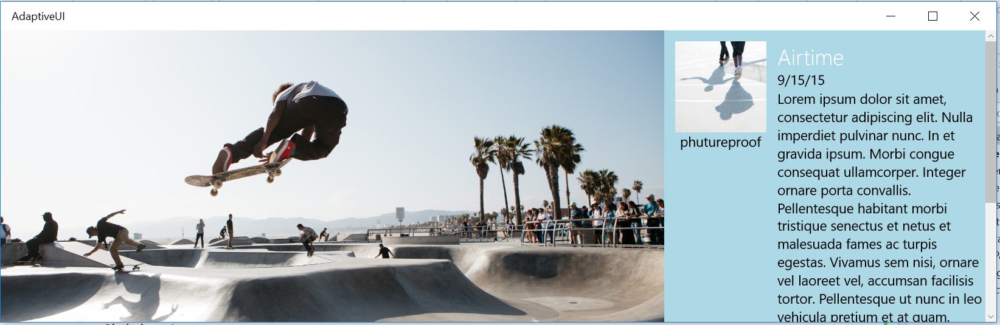 AdaptiveUI
Airtime
9/15/15
phutureproof
Lorem ipsum dolor sit amet,
consectetur adipiscing elit. Nulla
imperdiet pulvinar nunc. In et
gravida ipsum. Morbi congue
consequat ullamcorper. Integer
ornare porta convallis.
Pellentesque habitant morbi
tristique senectus et netus et
malesuada fames ac turpis
egestas. Vivamus sem nisi, ornare
vel laoreet vel, accumsan facilisis
tortor. Pellentesque ut nunc in leo
vehicula pretium et at quam.